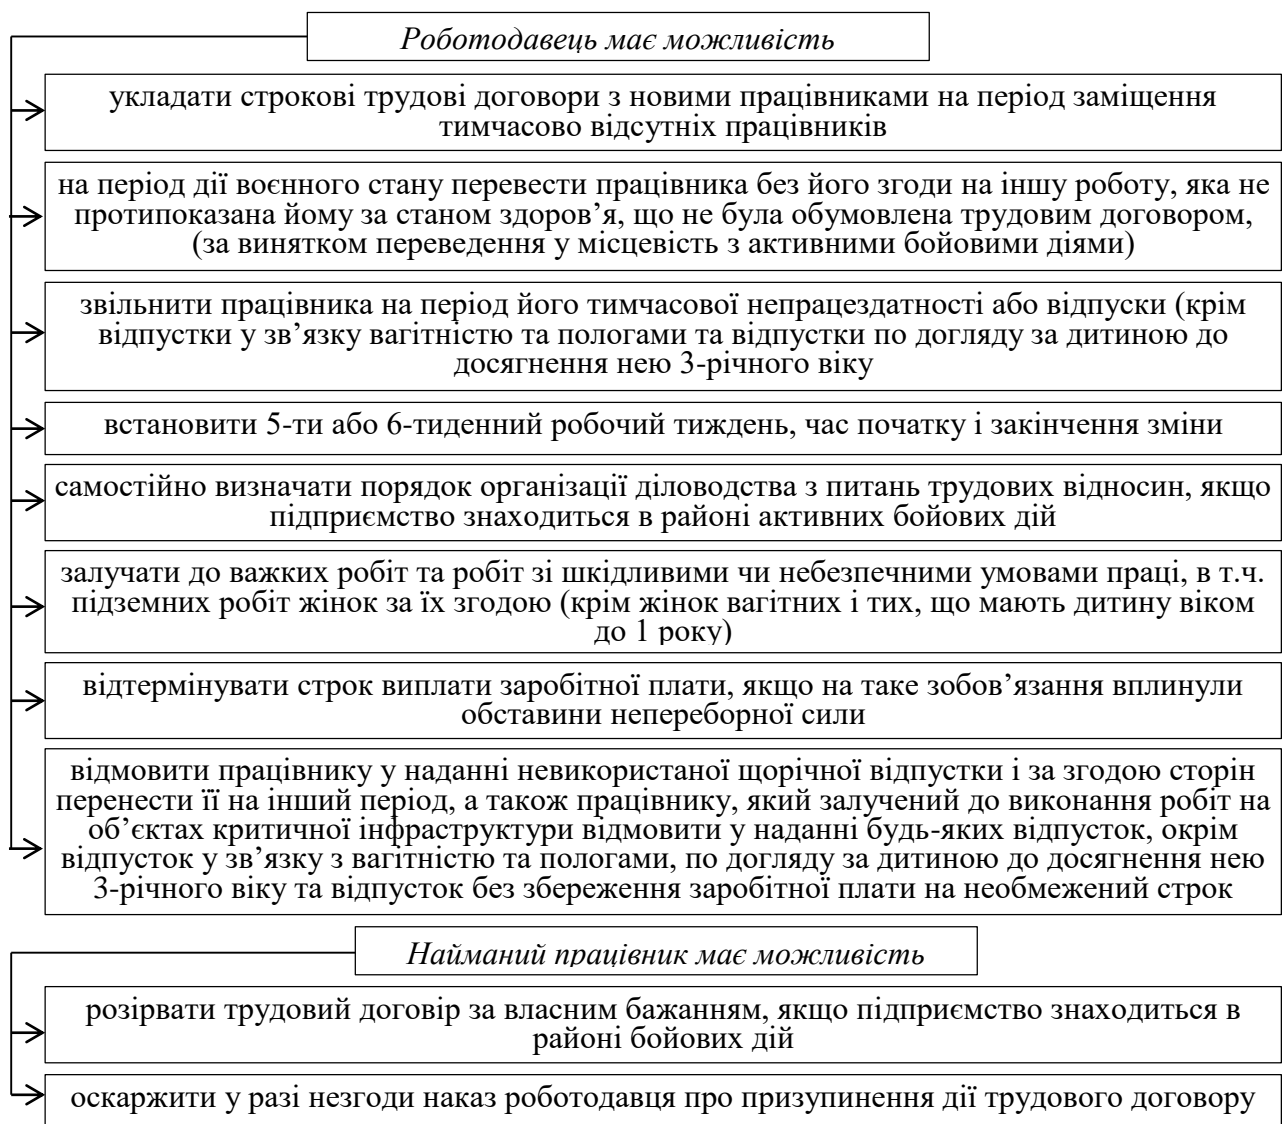 Роботодавець має можливість
укладати строкові трудові договори з новими працівниками на період заміщення
тимчасово відсутніх працівників
на період дії воєнного стану перевести працівника без його згоди на іншу роботу, яка не
протипоказана йому за станом здоров’я, що не була обумовлена трудовим договором,
(за винятком переведення у місцевість з активними бойовими діями)
звільнити працівника на період його тимчасової непрацездатності або відпуски (крім
відпустки у зв’язку вагітністю та пологами та відпустки по догляду за дитиною до
досягнення нею 3-річного віку
встановити 5-ти або 6-тиденний робочий тиждень, час початку і закінчення зміни
самостійно визначати порядок організації діловодства з питань трудових відносин, якщо
підприємство знаходиться в районі активних бойових дій
залучати до важких робіт та робіт зі шкідливими чи небезпечними умовами праці, в т.ч.
підземних робіт жінок за їх згодою (крім жінок вагітних і тих, що мають дитину віком
до 1 року)
відтермінувати строк виплати заробітної плати, якщо на таке зобов’язання вплинули
обставини непереборної сили
відмовити працівнику у наданні невикористаної щорічної відпустки і за згодою сторін
перенести її на інший період, а також працівнику, який залучений до виконання робіт на
об’єктах критичної інфраструктури відмовити у наданні будь-яких відпусток, окрім
відпусток у зв’язку з вагітністю та пологами, по догляду за дитиною до досягнення нею
3-річного віку та відпусток без збереження заробітної плати на необмежений строк
Найманий працівник має можливість
розірвати трудовий договір за власним бажанням, якщо підприємство знаходиться в
районі бойових дій
оскаржити у разі незгоди наказ роботодавця про призупинення дії трудового договору